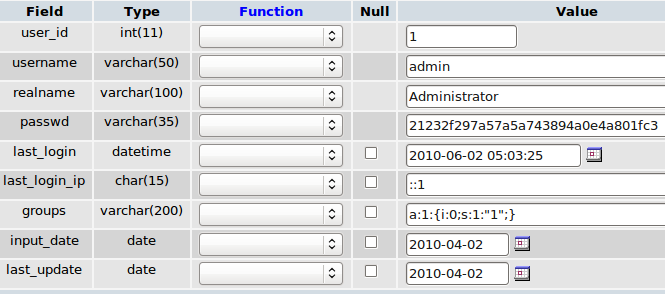 Field Type Function Null Value
user_id int(11) 1
username varchar(50) admin
realname varchar(100) Administrator
passwd varchar(35) 21232f297a57a5a743894a0e4a801fc3
last_login datetime 2010-06-02 05:03:25
last_login_ip char(15) ::1
groups varchar(200) a:1:{i:0;s:1:"1";}
input_date date 2010-04-02
last_update date 2010-04-02